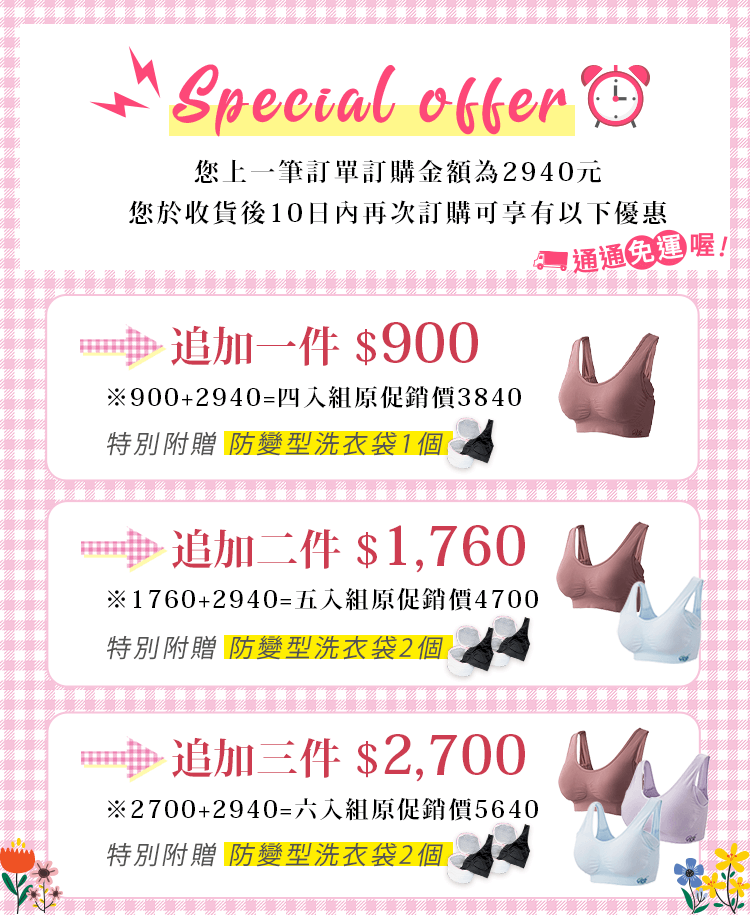 Special offer
您上一筆訂單訂購金額為2940元
您於收貨後10日內再次訂購可享有以下優惠
通通免運喔!
追加一件 $900
※900+2940=四入組原促銷價3840
特別附贈 防變型洗衣袋1個
追加二件 $1,760
※1760+2940=五入組原促銷價4700
特別附贈 防變型洗衣袋2個
追加三件 $2,700
※2700+2940=六入組原促銷價5640
特別附贈 防變型洗衣袋2個